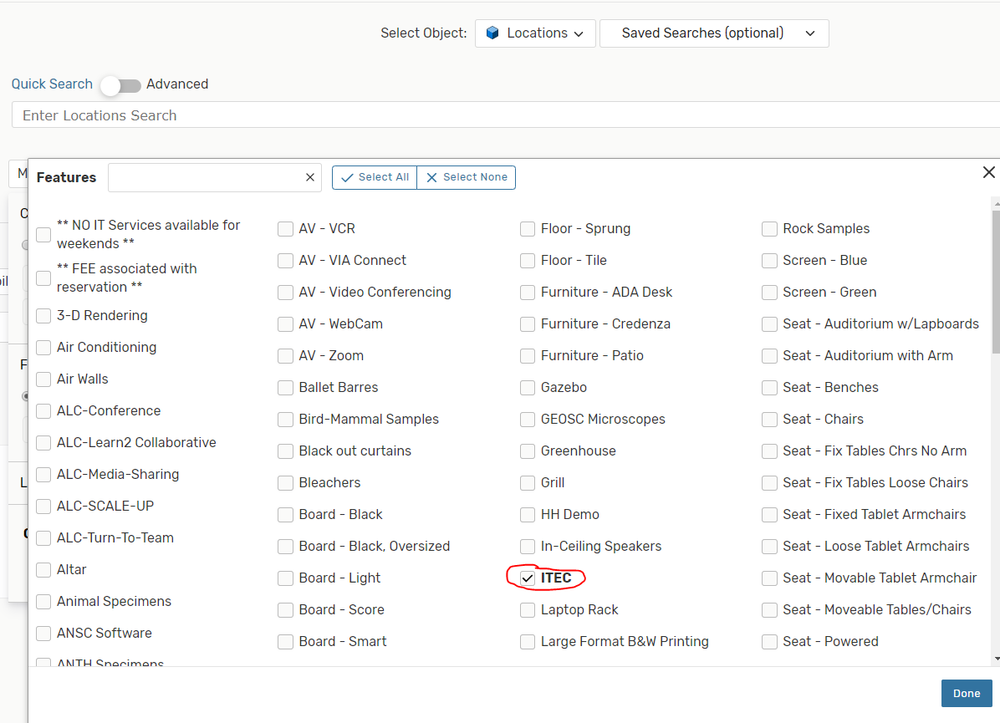 Select Object: Locations Saved Searches (optional)
Quick Search Advanced
Enter Locations Search
M
Features Select All Select None
C
il
F
L
** NO IT Services available for
weekends **
** FEE associated with
reservation **
3-D Rendering
Air Conditioning
Air Walls
ALC-Conference
ALC-Learn2 Collaborative
ALC-Media-Sharing
ALC-SCALE-UP
ALC-Turn-To-Team
Altar
Animal Specimens
ANSC Software
ANTH Specimens
AV - VCR
AV - VIA Connect
AV - Video Conferencing
AV - WebCam
AV - Zoom
Ballet Barres
Bird-Mammal Samples
Black out curtains
Bleachers
Board - Black
Board - Black, Oversized
Board - Light
Board - Score
Board - Smart
Floor - Sprung
Floor - Tile
Furniture - ADA Desk
Furniture - Credenza
Furniture - Patio
Gazebo
GEOSC Microscopes
Greenhouse
Grill
HH Demo
In-Ceiling Speakers
ITEC
Laptop Rack
Large Format B&W Printing
Rock Samples
Screen - Blue
Screen - Green
Seat - Auditorium w/Lapboards
Seat - Auditorium with Arm
Seat - Benches
Seat - Chairs
Seat - Fix Tables Chrs No Arm
Seat - Fix Tables Loose Chairs
Seat - Fixed Tablet Armchairs
Seat - Loose Tablet Armchairs
Seat - Movable Tablet Armchair
Seat - Moveable Tables/Chairs
Seat - Powered
Done